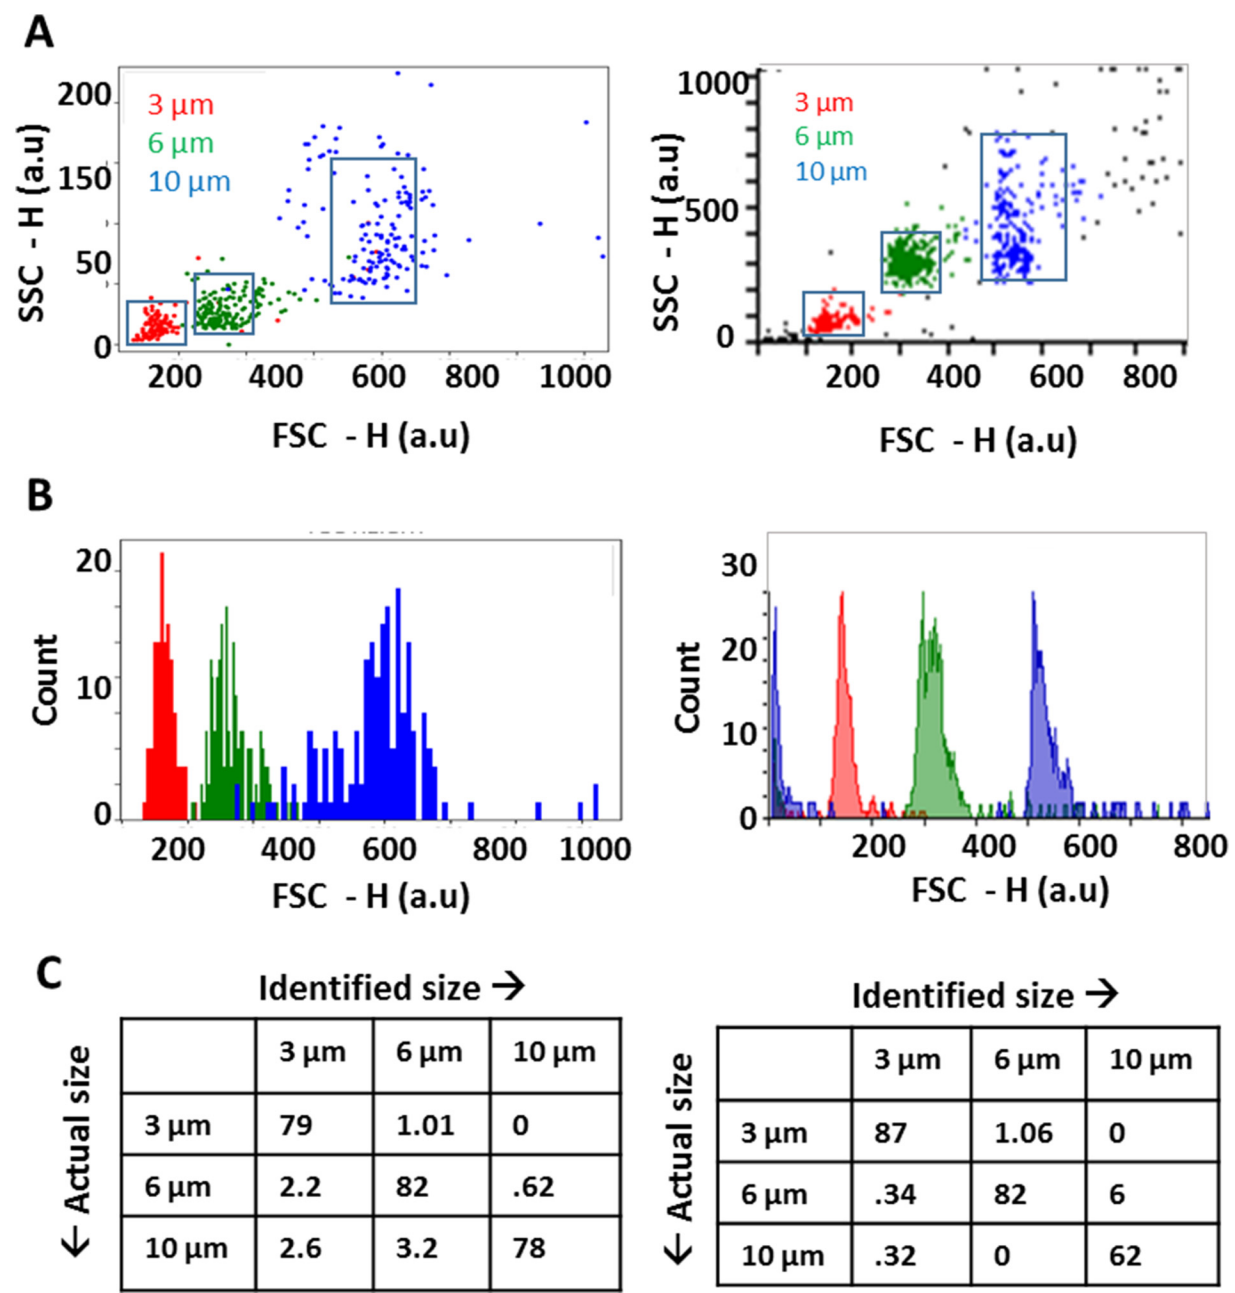 A
200
150
50
0
SSC - H (a.u)
3 µm
6 µm
10 µm
200 400 600 800 1000
FSC - H (a.u)
1000
500
0
SSC - H (a.u)
3 µm
6 µm
10 µm
200 400 600 800
FSC - H (a.u)
B
20
10
0
Count
200 400 600 800 1000
FSC - H (a.u)
30
20
10
0
Count
200 400 600 800
FSC - H (a.u)
C
Identified size →
← Actual size
3 µm 6 µm 10 µm
3 µm 79 1.01 0
6 µm 2.2 82 .62
10 µm 2.6 3.2 78
Identified size →
← Actual size
3 µm 6 µm 10 µm
3 µm 87 1.06 0
6 µm .34 82 6
10 µm .32 0 62